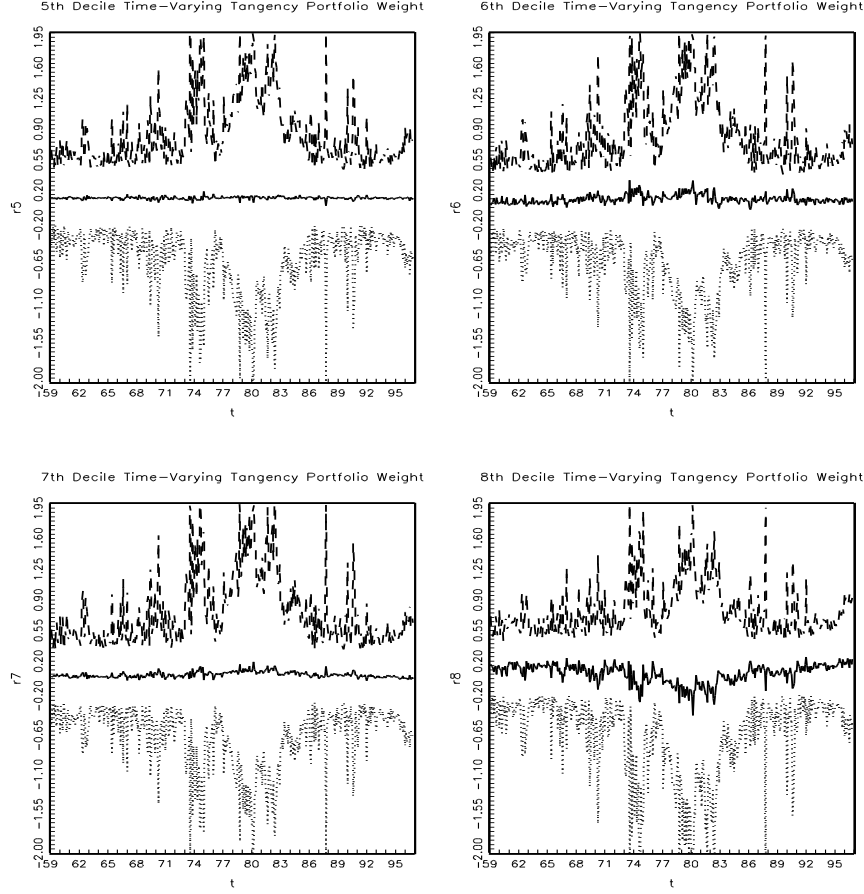 5th Decile Time-Varying Tangency Portfolio Weight
r5
1.95
1.60
1.25
0.90
0.55
0.20
-0.20
-0.65
-1.10
-1.55
-2.00
59 62 65 68 71 74 77 80 83 86 89 92 95
t
6th Decile Time-Varying Tangency Portfolio Weight
r6
1.95
1.60
1.25
0.90
0.55
0.20
-0.20
-0.65
-1.10
-1.55
-2.00
59 62 65 68 71 74 77 80 83 86 89 92 95
t
7th Decile Time-Varying Tangency Portfolio Weight
r7
1.95
1.60
1.25
0.90
0.55
0.20
-0.20
-0.65
-1.10
-1.55
-2.00
59 62 65 68 71 74 77 80 83 86 89 92 95
t
8th Decile Time-Varying Tangency Portfolio Weight
r8
1.95
1.60
1.25
0.90
0.55
0.20
-0.20
-0.65
-1.10
-1.55
-2.00
59 62 65 68 71 74 77 80 83 86 89 92 95
t